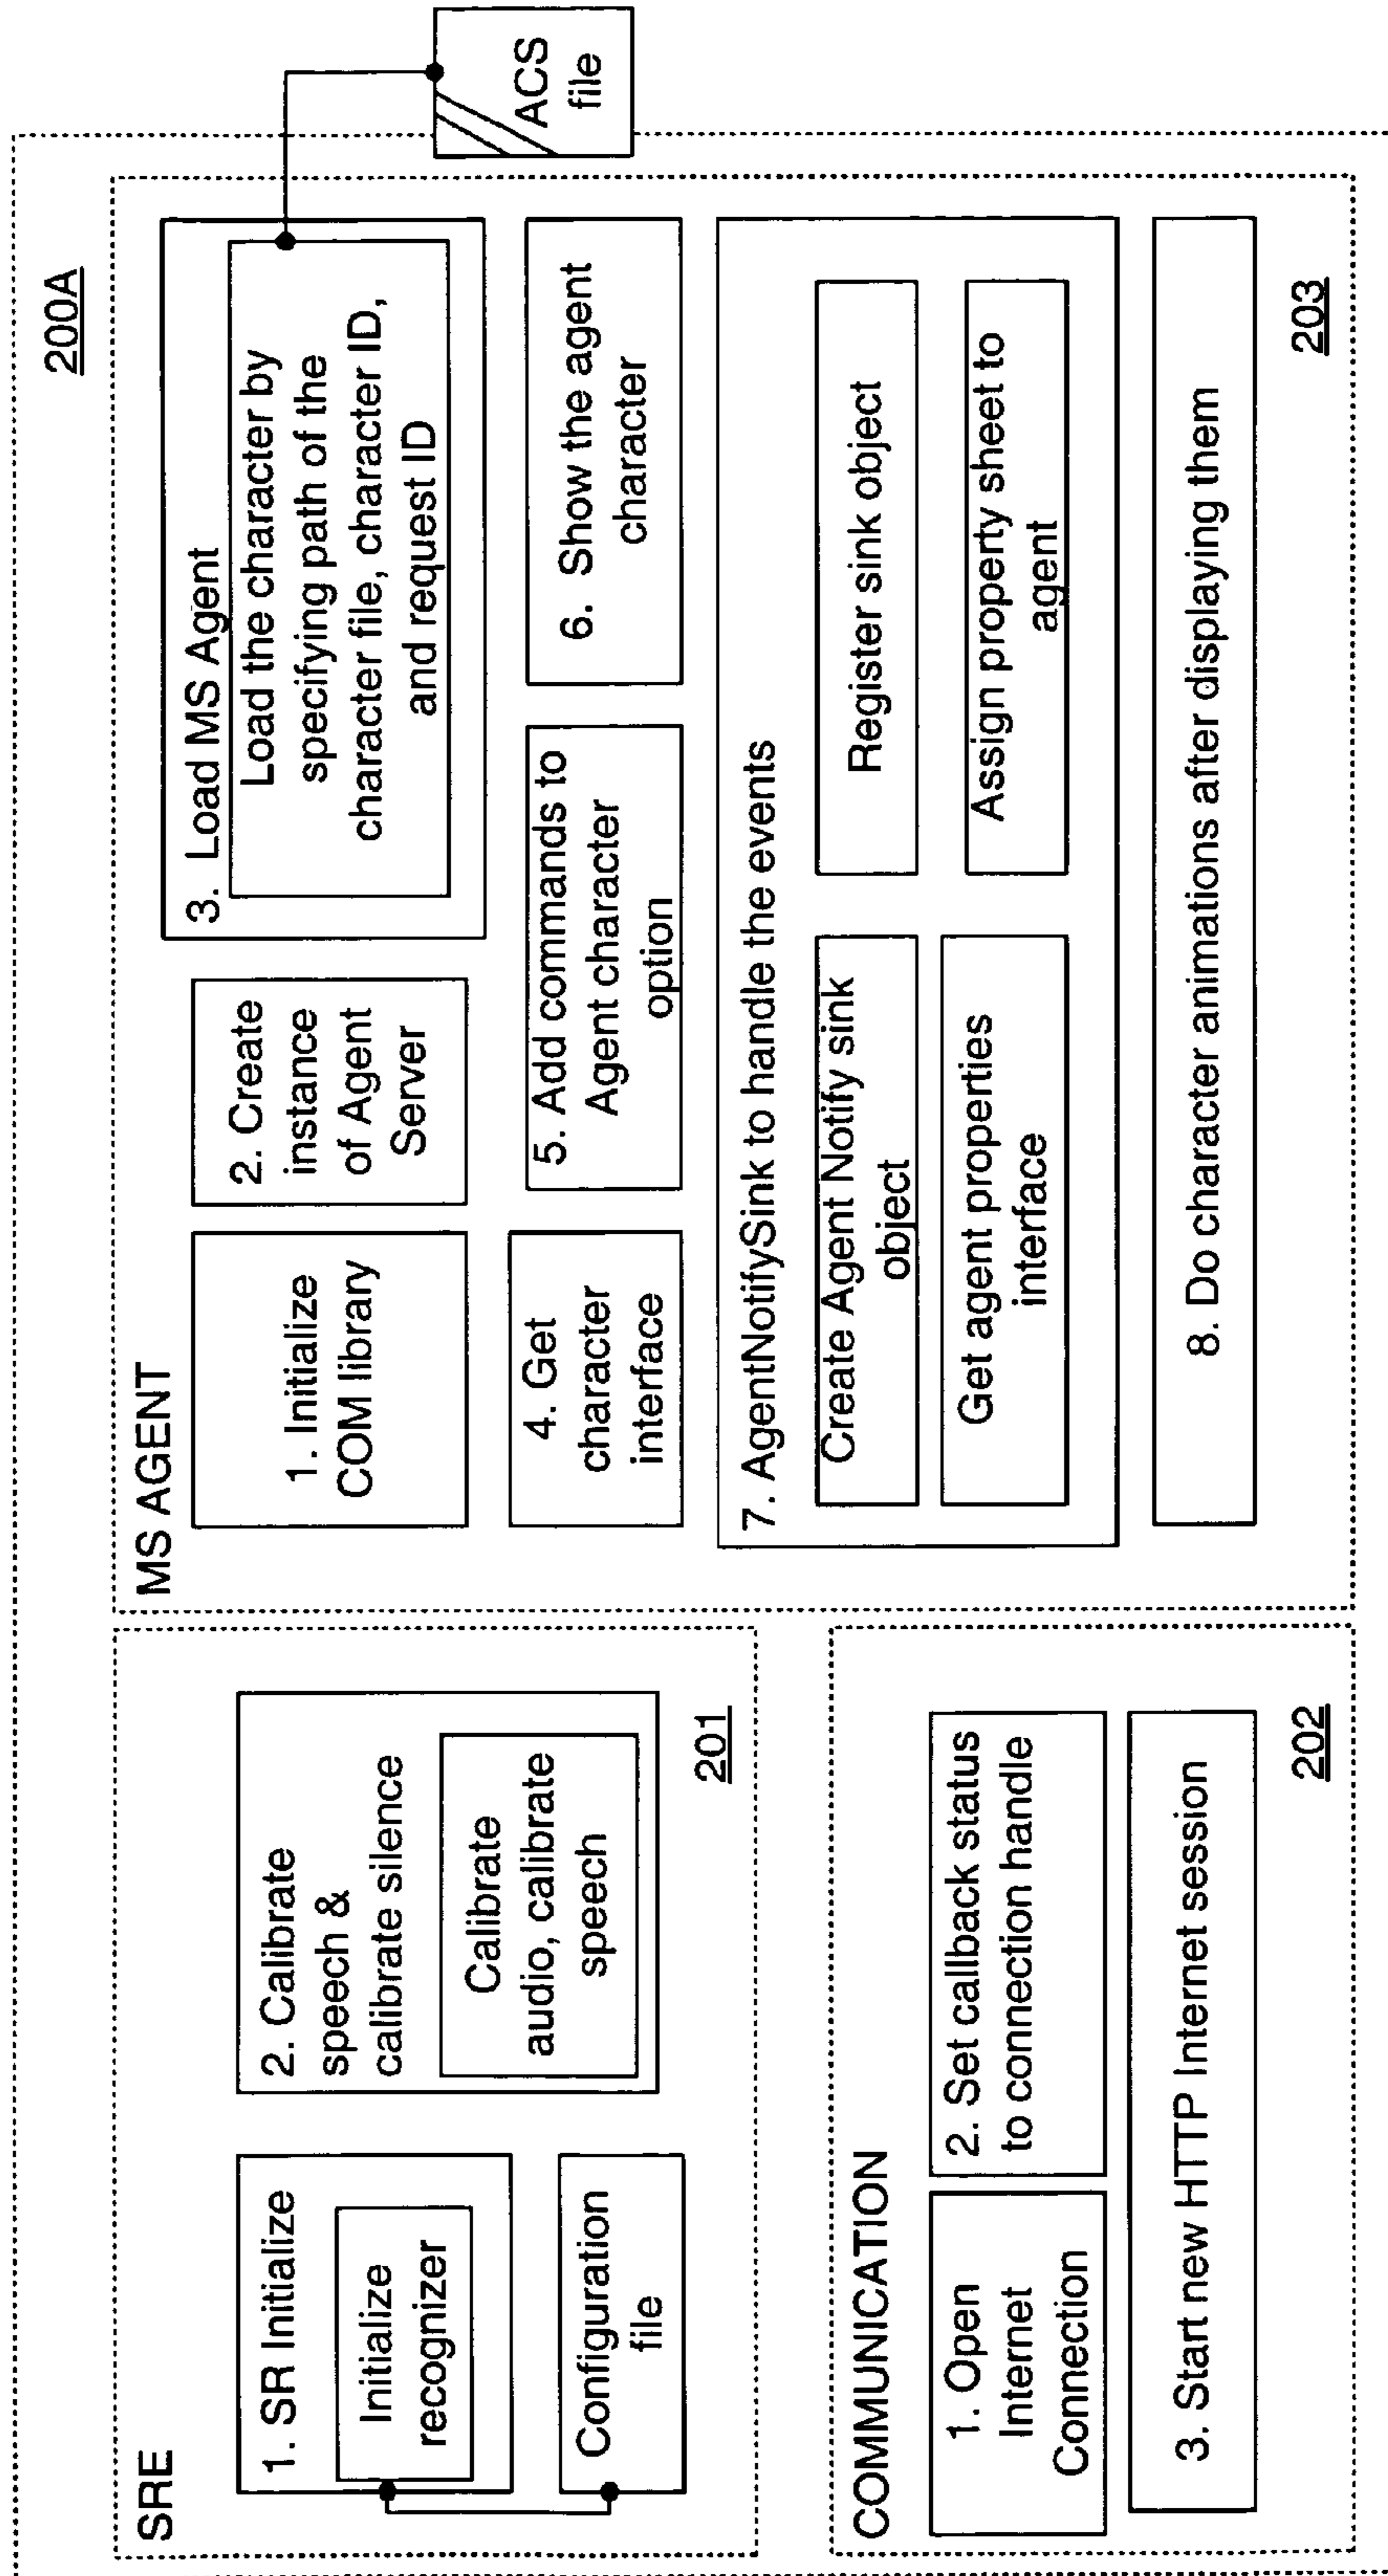 200A
SRE
1. SR Initialize
Initialize
recognizer
Configuration
file
2. Calibrate
speech &
calibrate silence
Calibrate
audio, calibrate
speech
201
COMMUNICATION
1. Open
Internet
Connection
2. Set callback status
to connection handle
3. Start new HTTP Internet session
202
MS AGENT
1. Initialize
COM library
2. Create
instance
of Agent
Server
3. Load MS Agent
Load the character by
specifying path of the
character file, character ID,
and request ID
ACS
file
4. Get
character
interface
5. Add commands to
Agent character
option
6. Show the agent
character
7. AgentNotifySink to handle the events
Create Agent Notify sink
object
Register sink object
Get agent properties
interface
Assign property sheet to
agent
8. Do character animations after displaying them
203